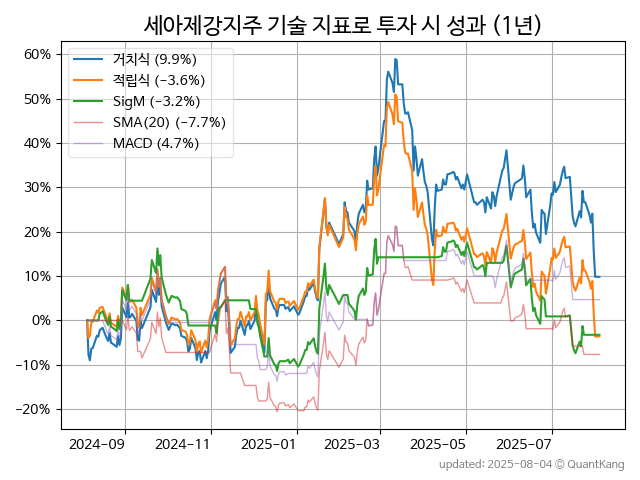 세아제강지주 기술 지표로 투자 시 성과 (1년)
60%
50%
40%
30%
20%
10%
0%
−10%
−20%
거치식 (9.9%)
적립식 (−3.6%)
SigM (−3.2%)
SMA(20) (−7.7%)
MACD (4.7%)
2024−09
2024−11
2025−01
2025−03
2025−05
2025−07
updated: 2025-08-04 © QuantKang